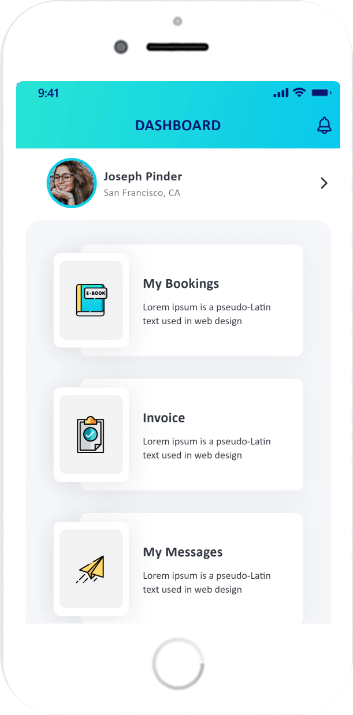 9:41
DASHBOARD
Joseph Pinder
San Francisco, CA
My Bookings
E-BOOK
Lorem ipsum is a pseudo-Latin
text used in web design
Invoice
Lorem ipsum is a pseudo-Latin
text used in web design
My Messages
Lorem ipsum is a pseudo-Latin
text used in web design